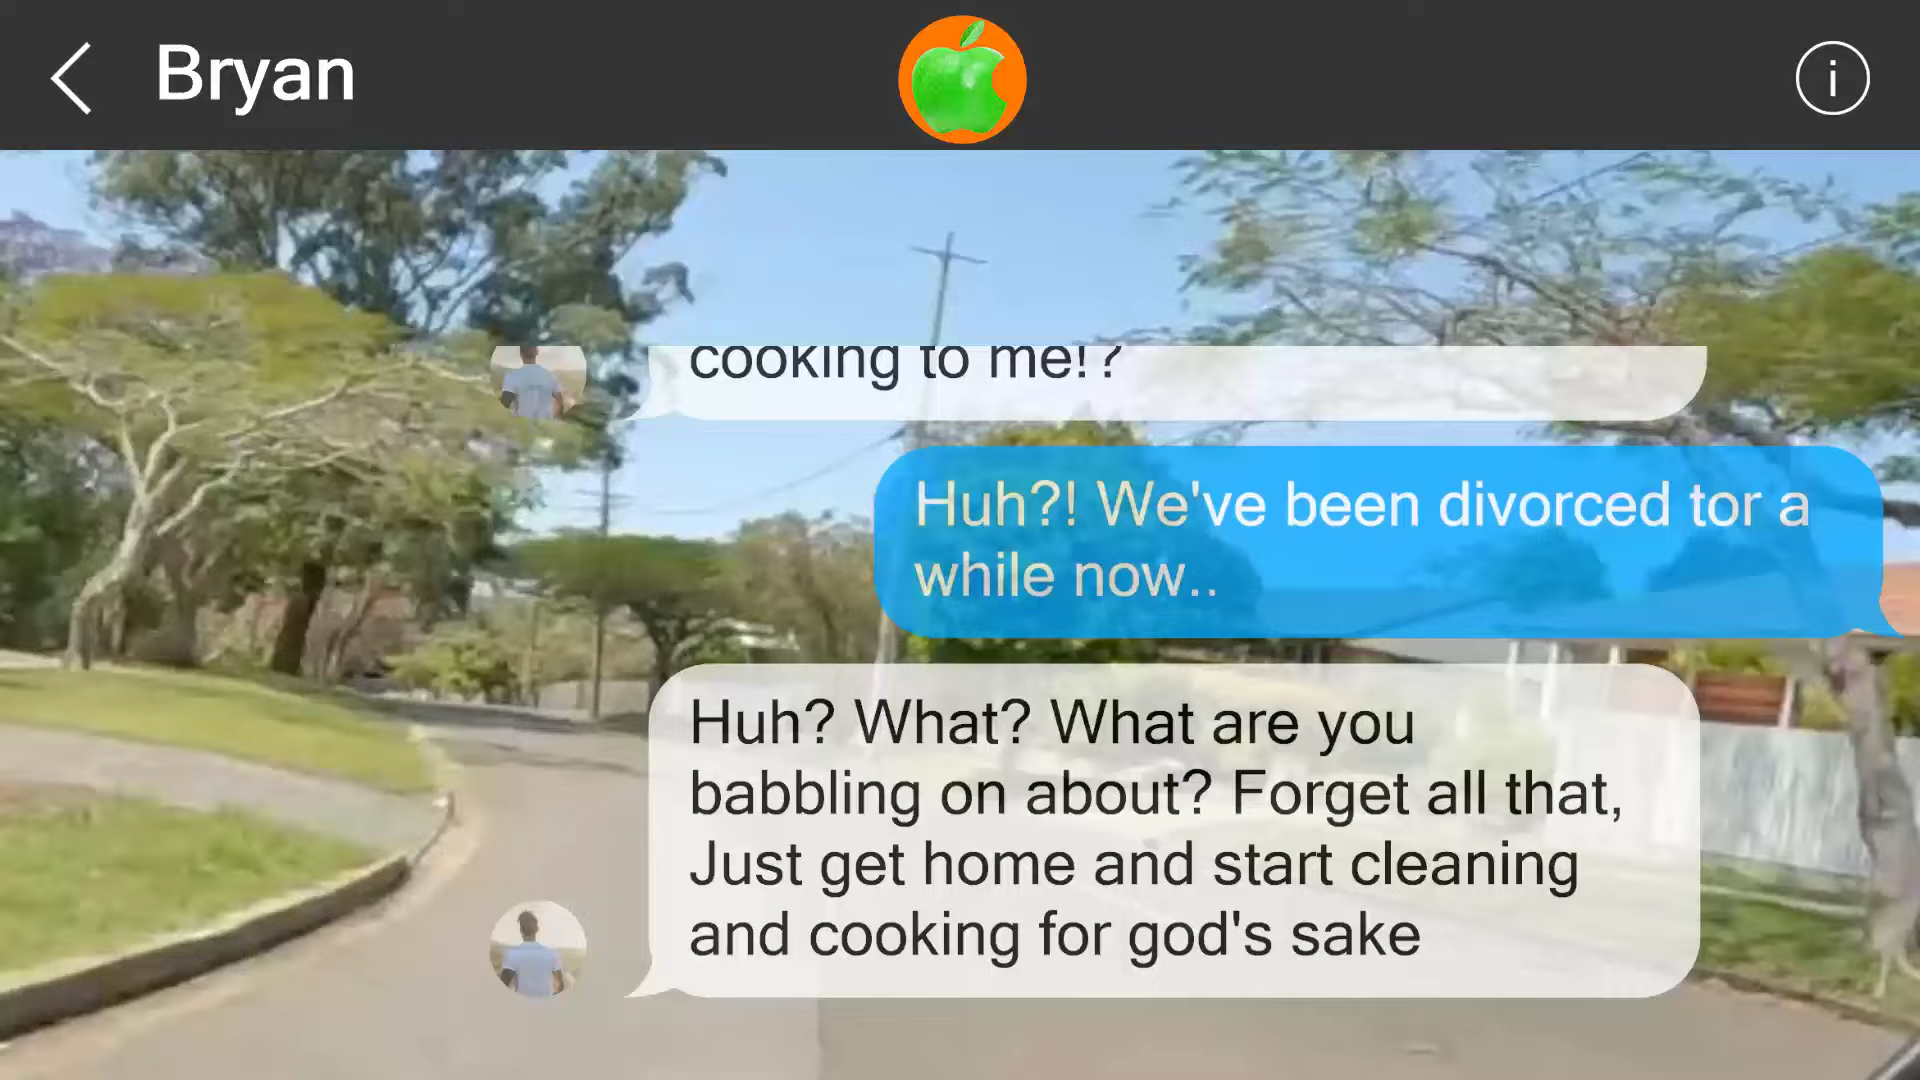 Bryan
i
cooking to me!?
Huh?! We've been divorced tor a
while now..
Huh? What? What are you
babbling on about? Forget all that,
Just get home and start cleaning
and cooking for god's sake